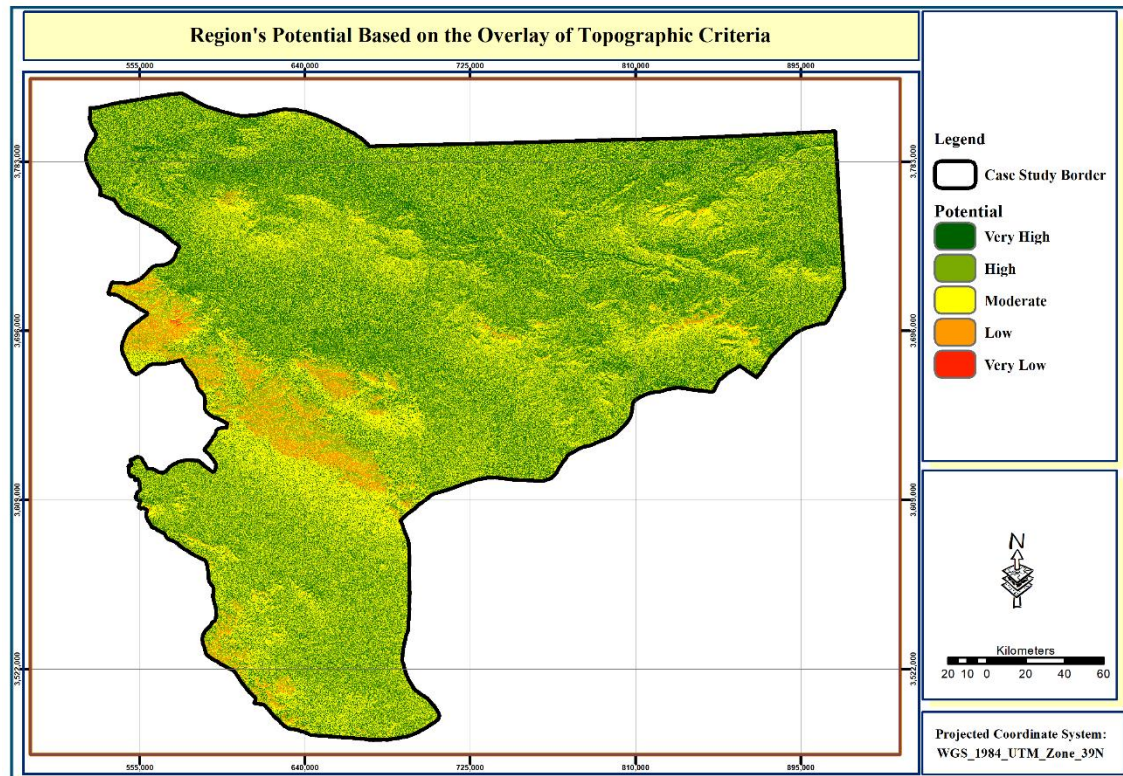 Region's Potential Based on the Overlay of Topographic Criteria
555,000 640,000 725,000 810,000 895,000
3,783,000 3,783,000
3,696,000 3,696,000
3,609,000 3,609,000
3,522,000 3,522,000
555,000 640,000 725,000 810,000 895,000
Legend
Case Study Border
Potential
Very High
High
Moderate
Low
Very Low
N
Kilometers
20 10 0 20 40 60
Projected Coordinate System:
WGS_1984_UTM_Zone_39N